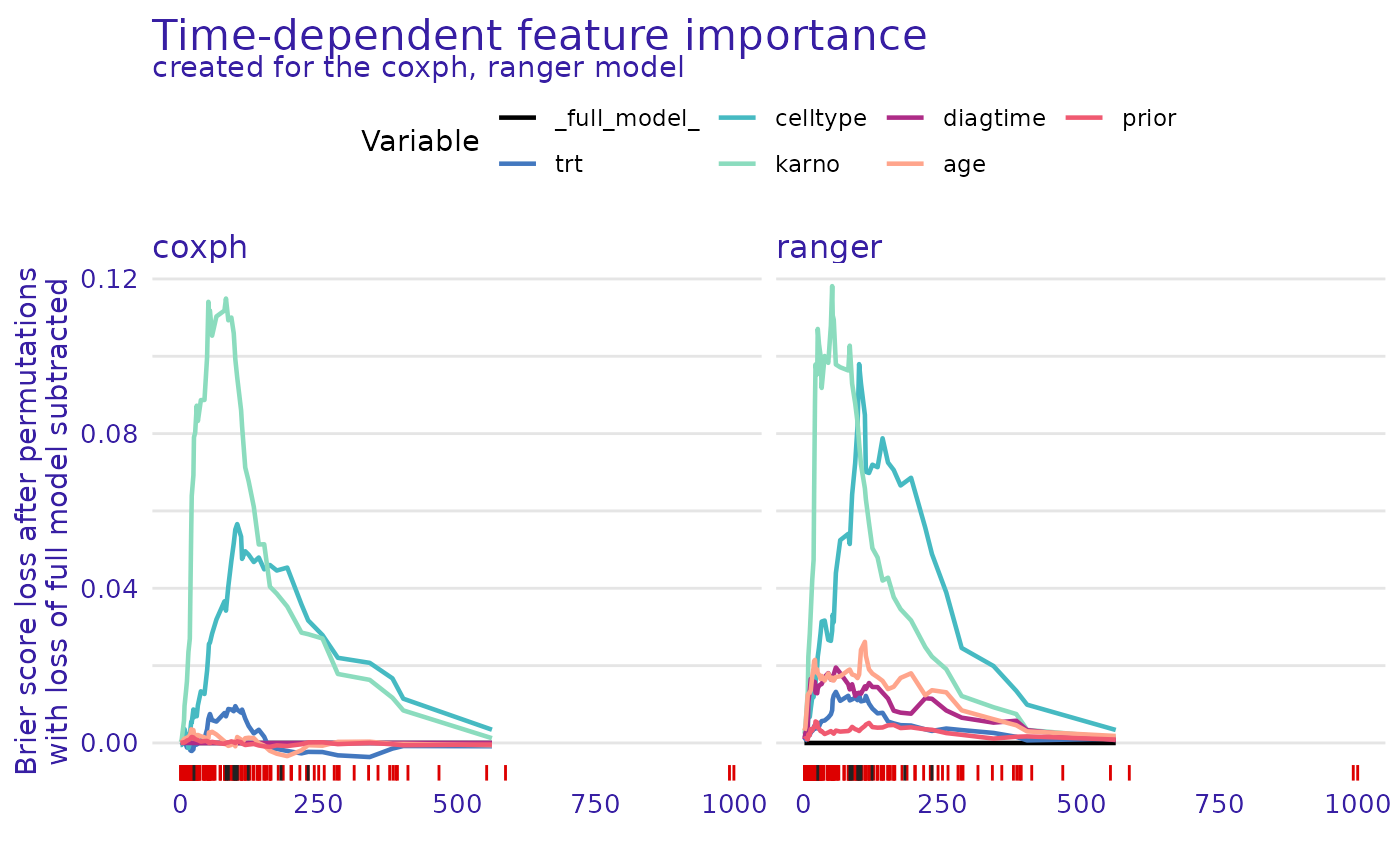 Time-dependent feature importance
created for the coxph, ranger model
Variable
_full_model_ celltype diagtime prior
trt karno age
coxph ranger
Brier score loss after permutations
with loss of full model subtracted
0.12
0.08
0.04
0.00
0 250 500 750 1000 0 250 500 750 1000